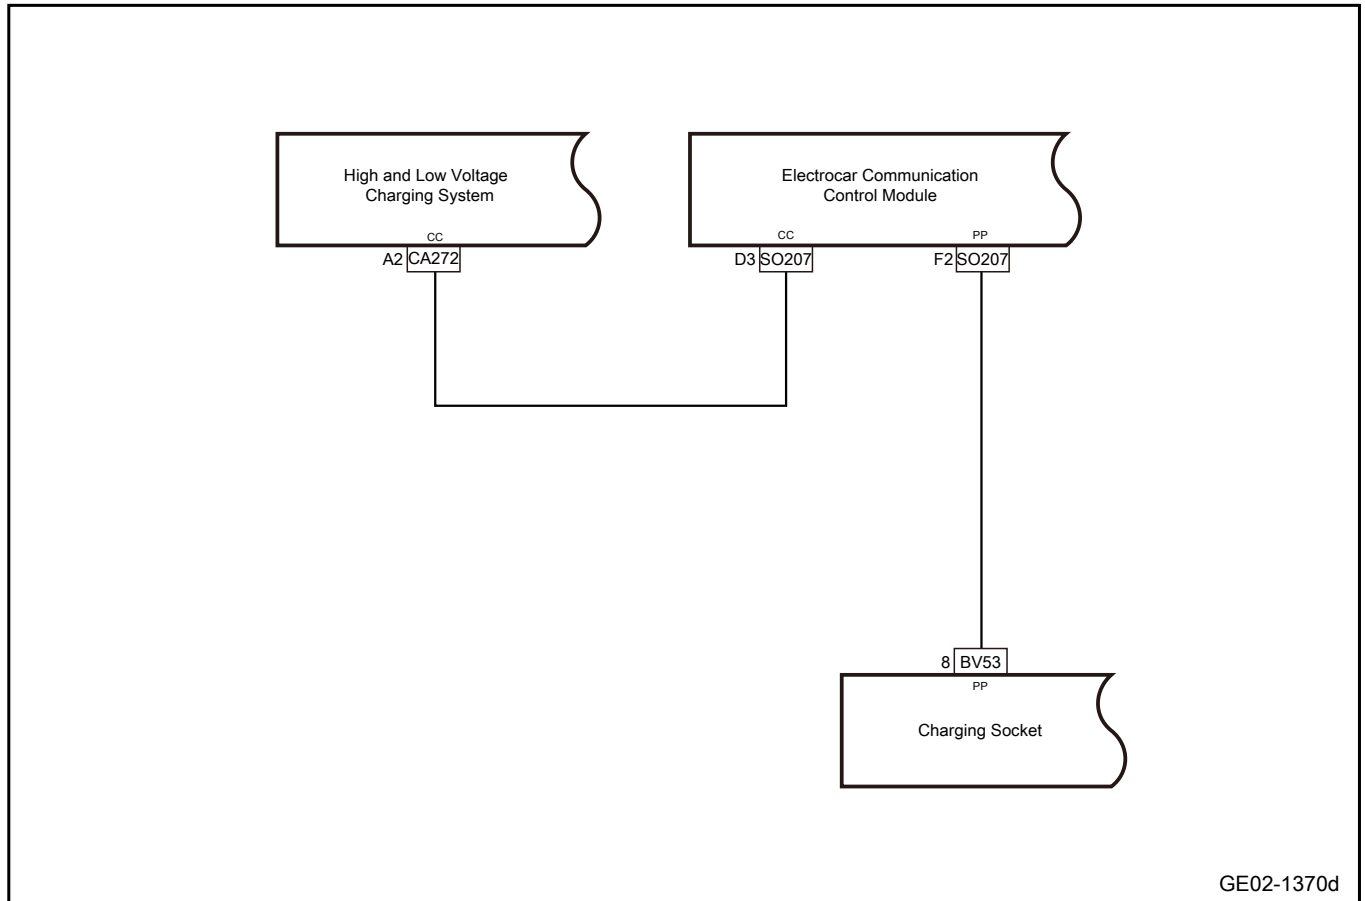 High and Low Voltage
Charging System
CC
A2 CA272
Electrocar Communication
Control Module
CC
PP
D3 SO207
F2 SO207
8 BV53
PP
Charging Socket
GE02-1370d